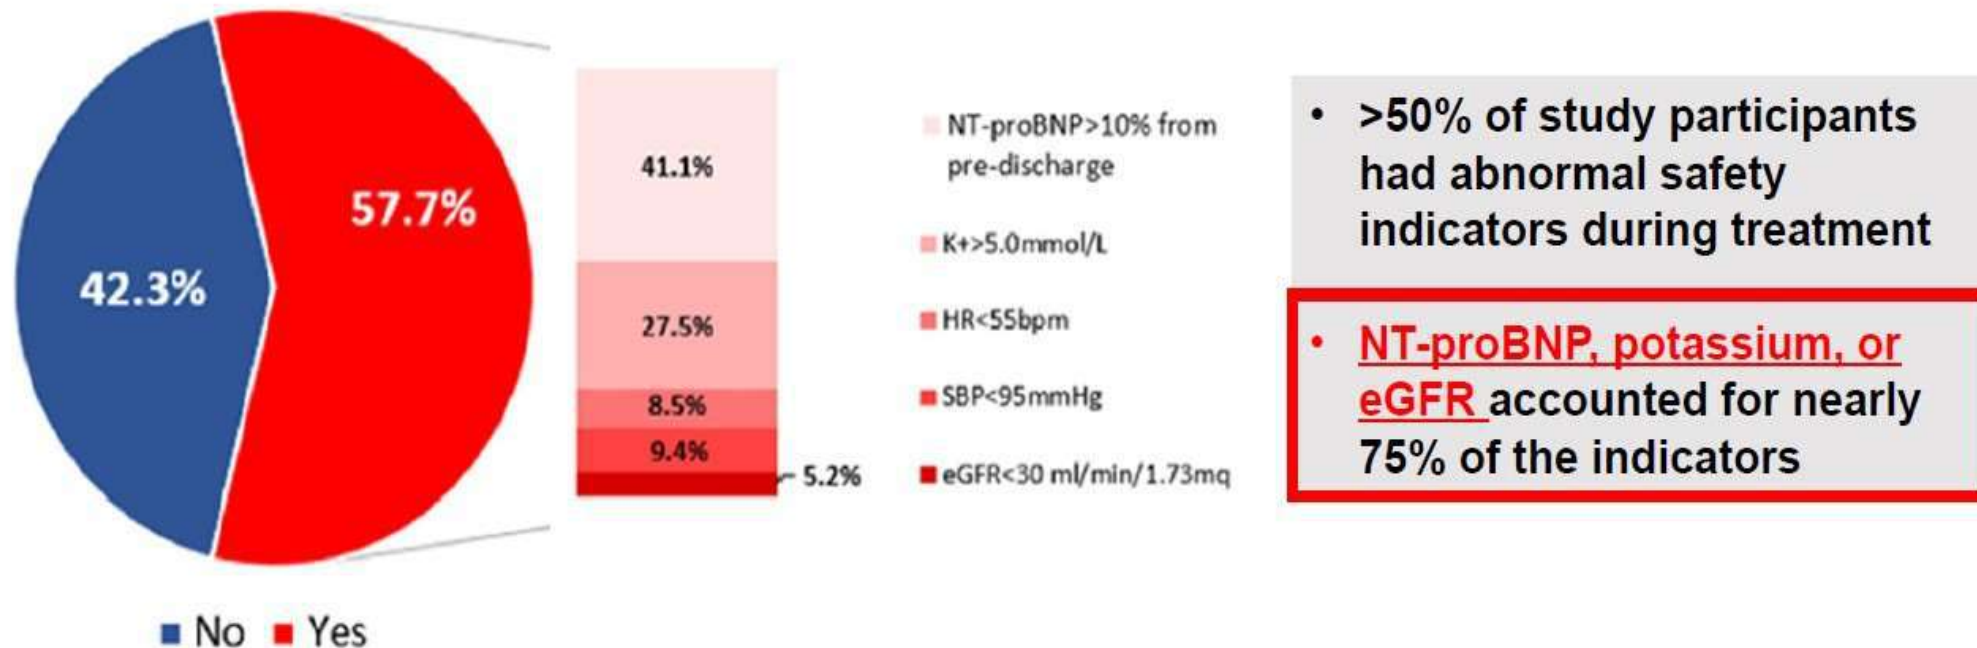 42.3%
57.7%
No
Yes
41.1%
27.5%
8.5%
9.4%
5.2%
NT-proBNP>10% from
pre-discharge
K+>5.0mmol/L
HR<55bpm
SBP<95mmHg
eGFR<30 ml/min/1.73mq
• >50% of study participants
had abnormal safety
indicators during treatment
• NT-proBNP, potassium, or
eGFR accounted for nearly
75% of the indicators